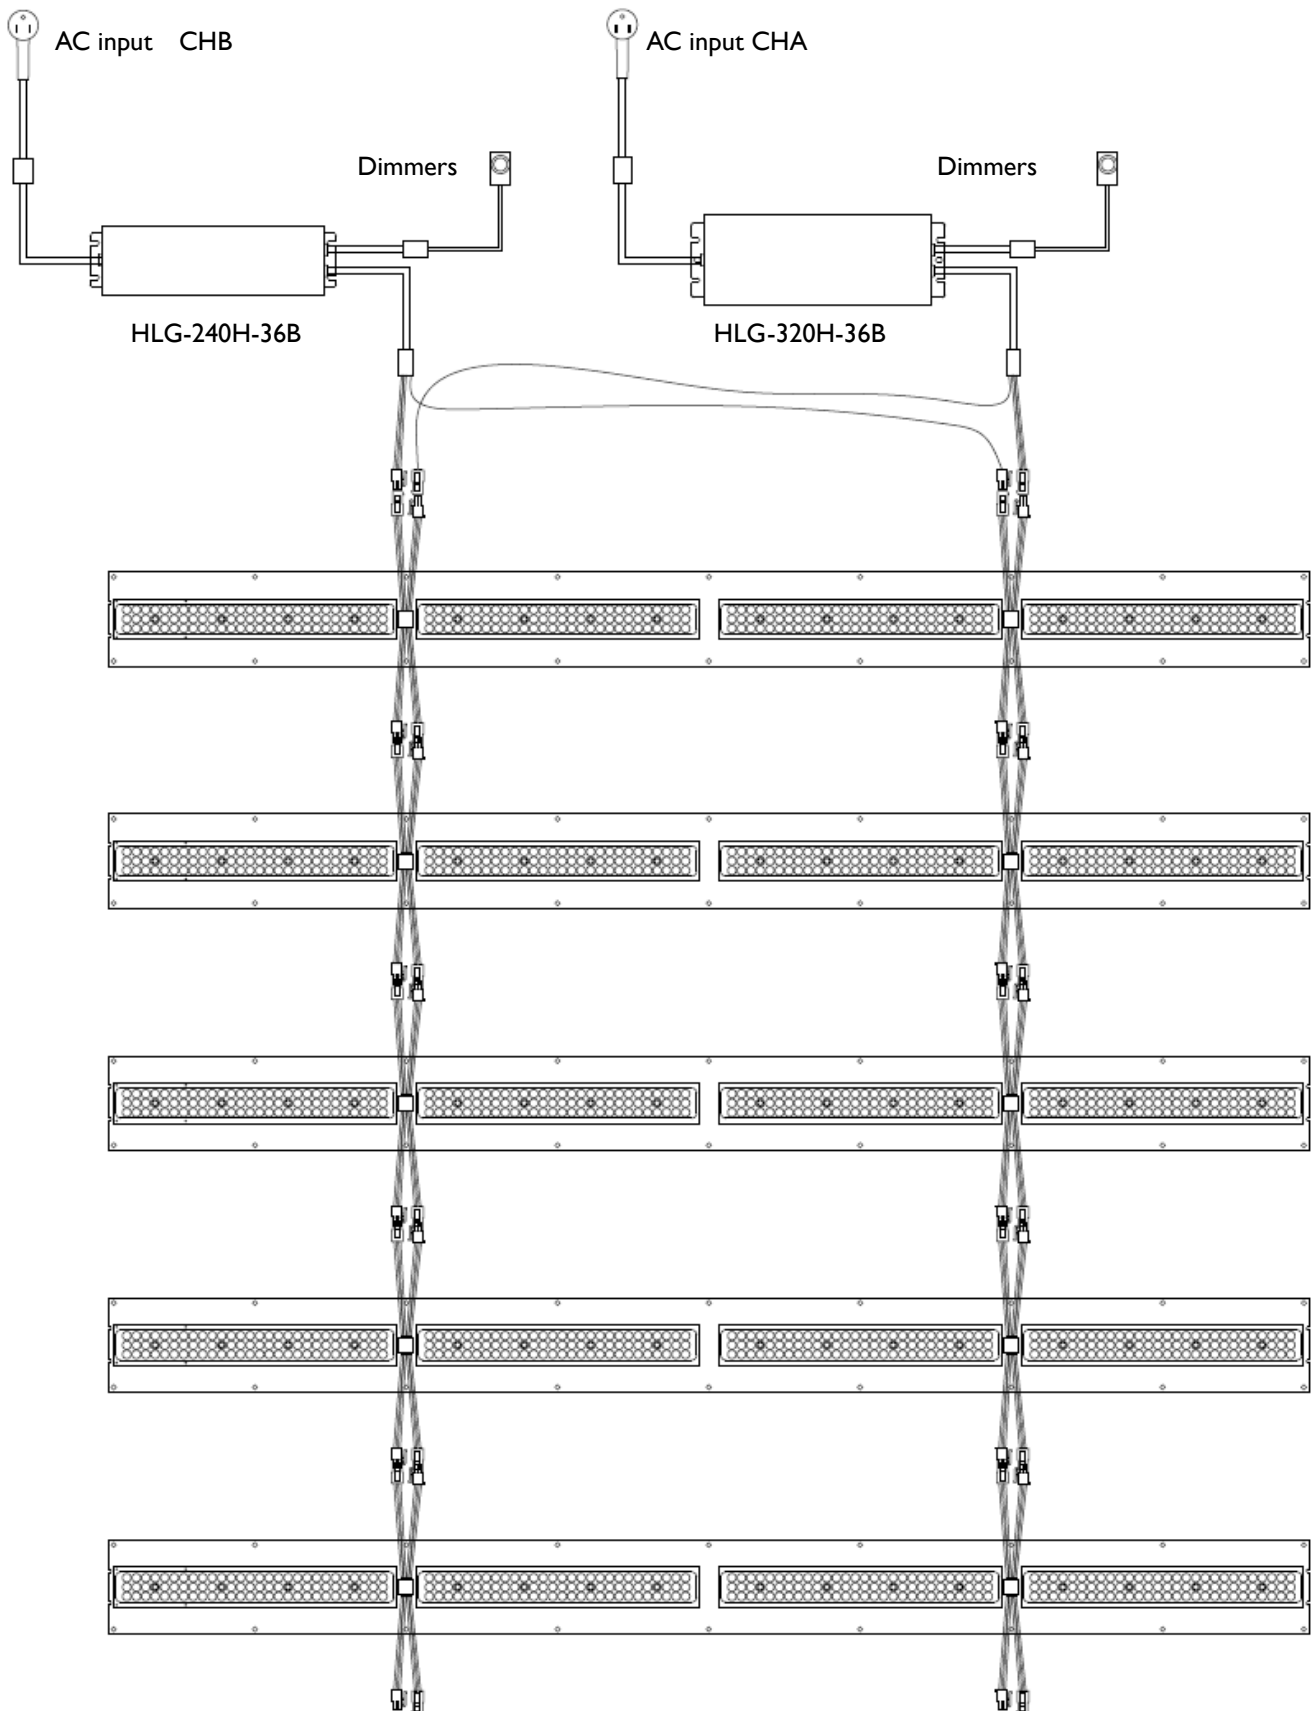 AC input CHB
AC input CHA
Dimmers
Dimmers
HLG-240H-36B
HLG-320H-36B